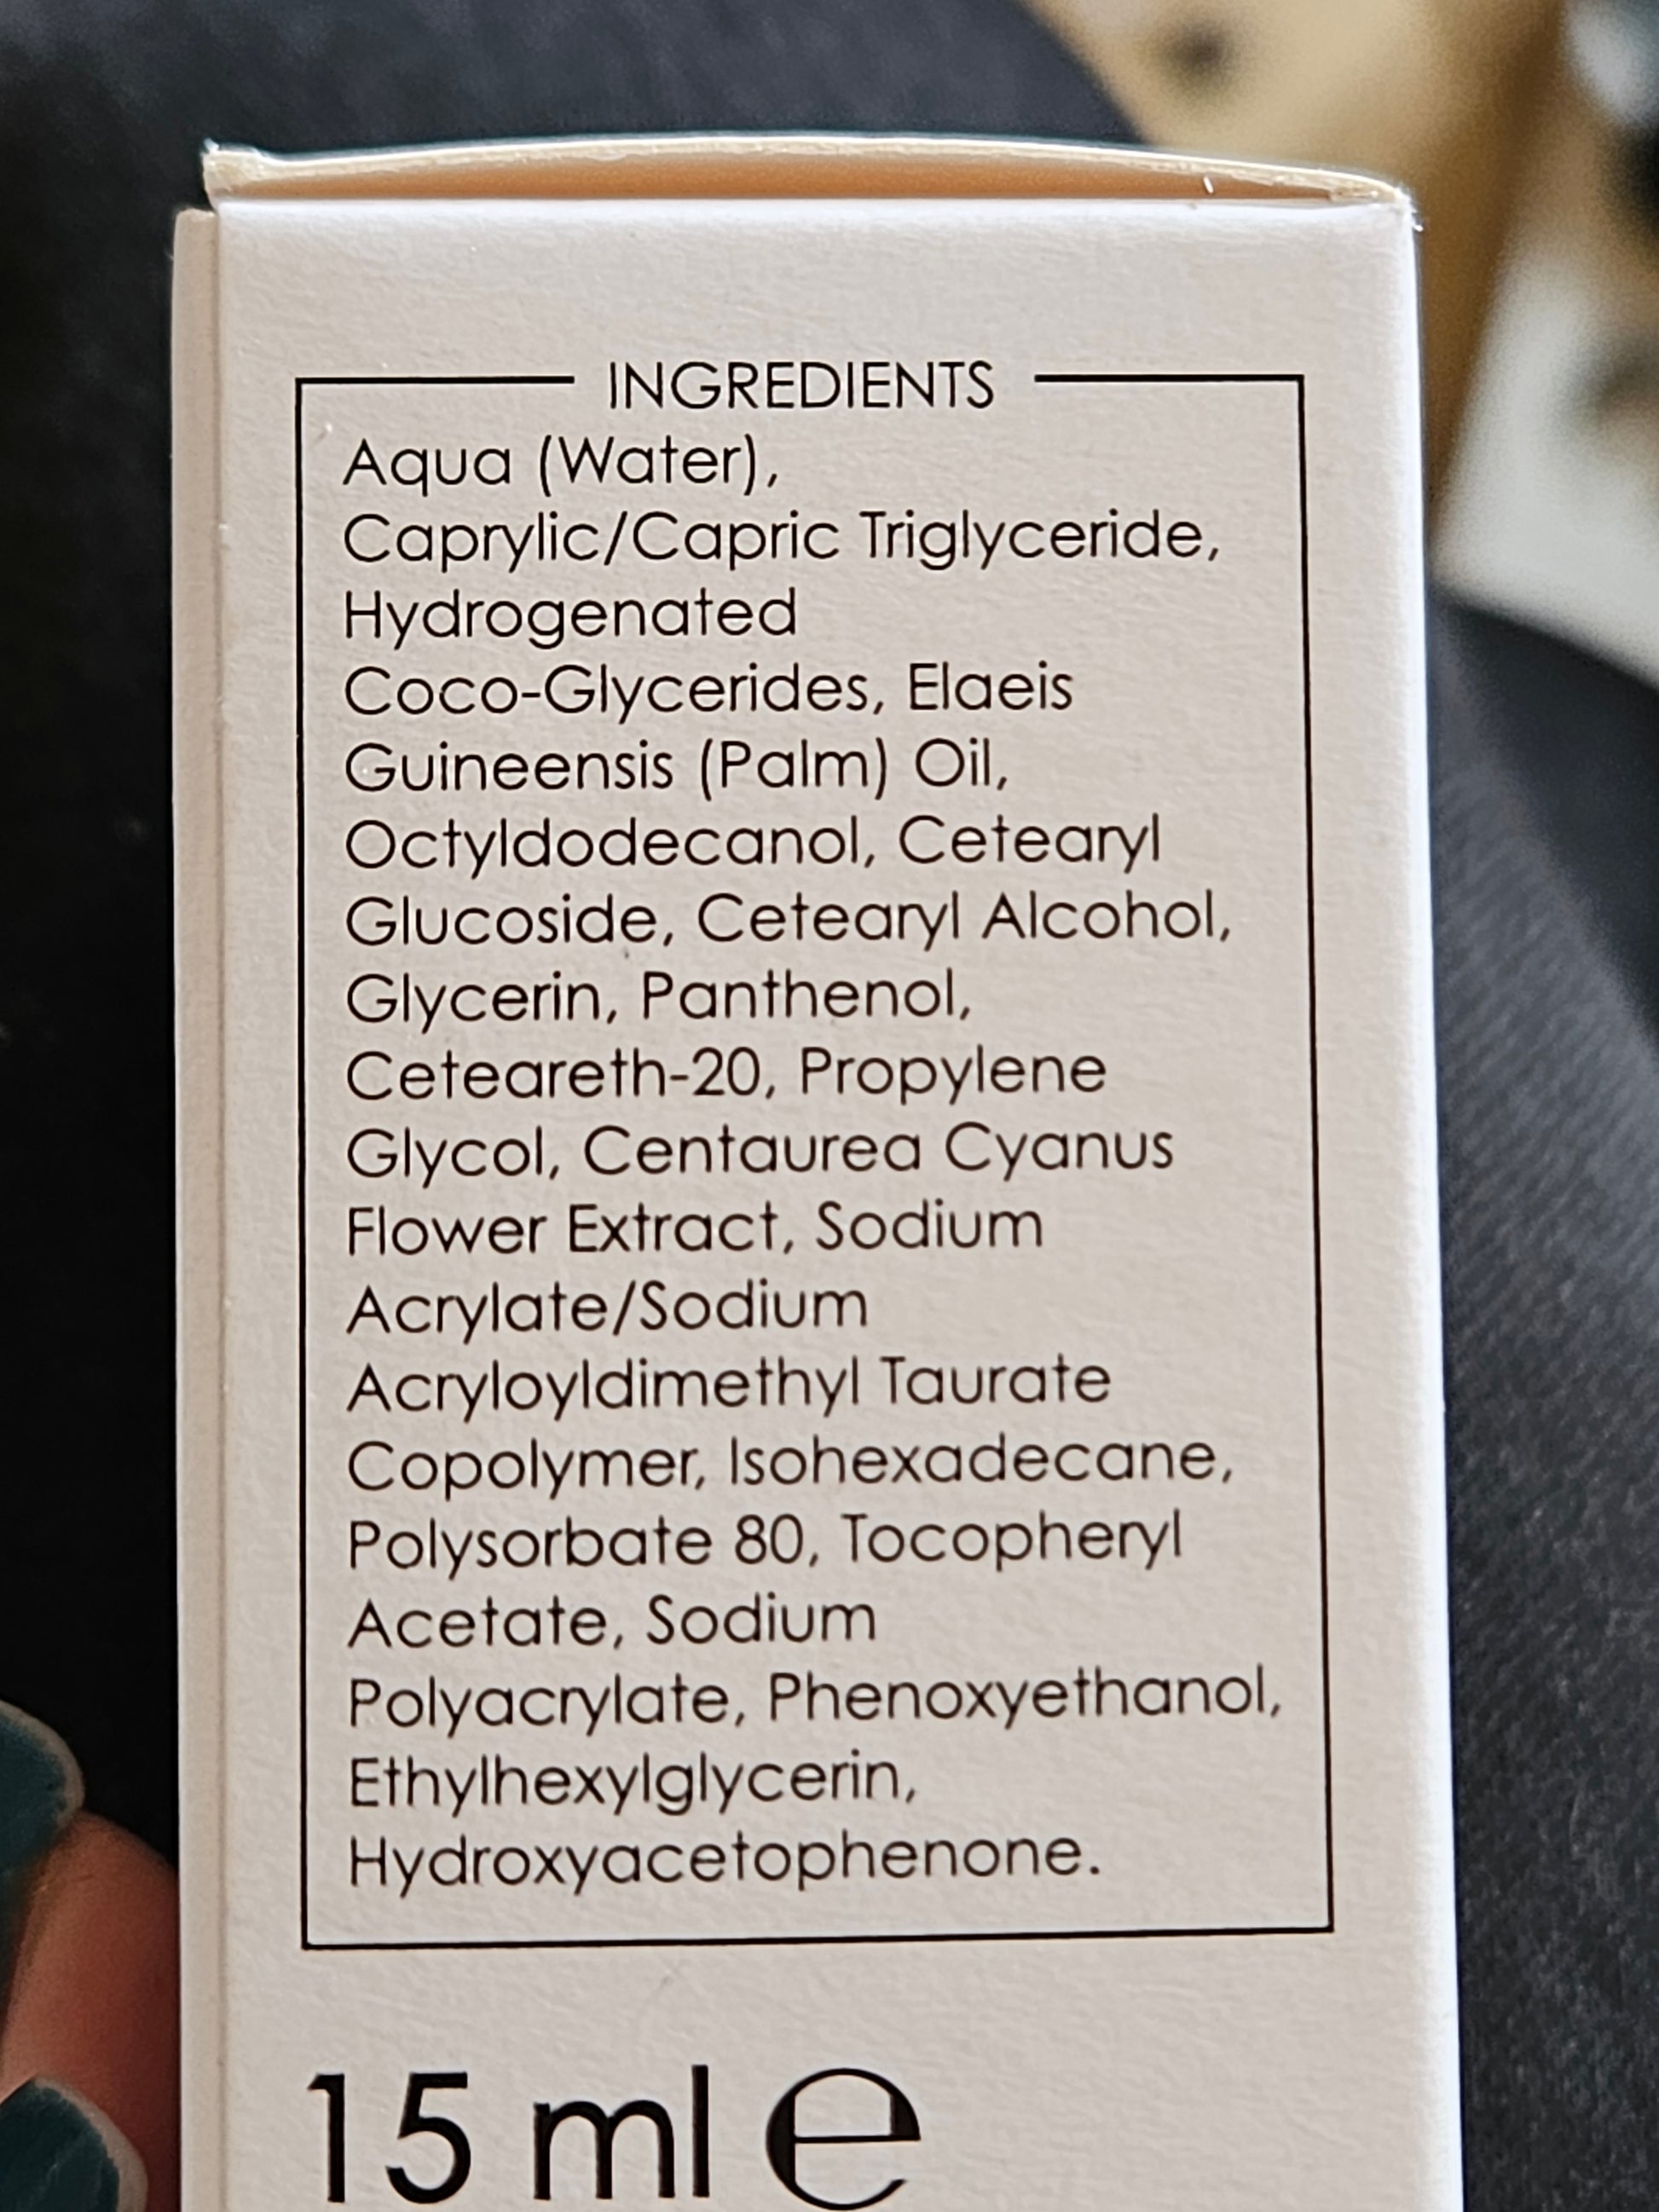 INGREDIENTS
Aqua (Water),
Caprylic/Capric Triglyceride,
Hydrogenated
Coco-Glycerides, Elaeis
Guineensis (Palm) Oil,
Octyldodecanol, Cetearyl
Glucoside, Cetearyl Alcohol,
Glycerin, Panthenol,
Ceteareth-20, Propylene
Glycol, Centaurea Cyanus
Flower Extract, Sodium
Acrylate/Sodium
Acryloyldimethyl Taurate
Copolymer, Isohexadecane,
Polysorbate 80, Tocopheryl
Acetate, Sodium
Polyacrylate, Phenoxyethanol,
Ethylhexylglycerin,
Hydroxyacetophenone.
15 ml ℮